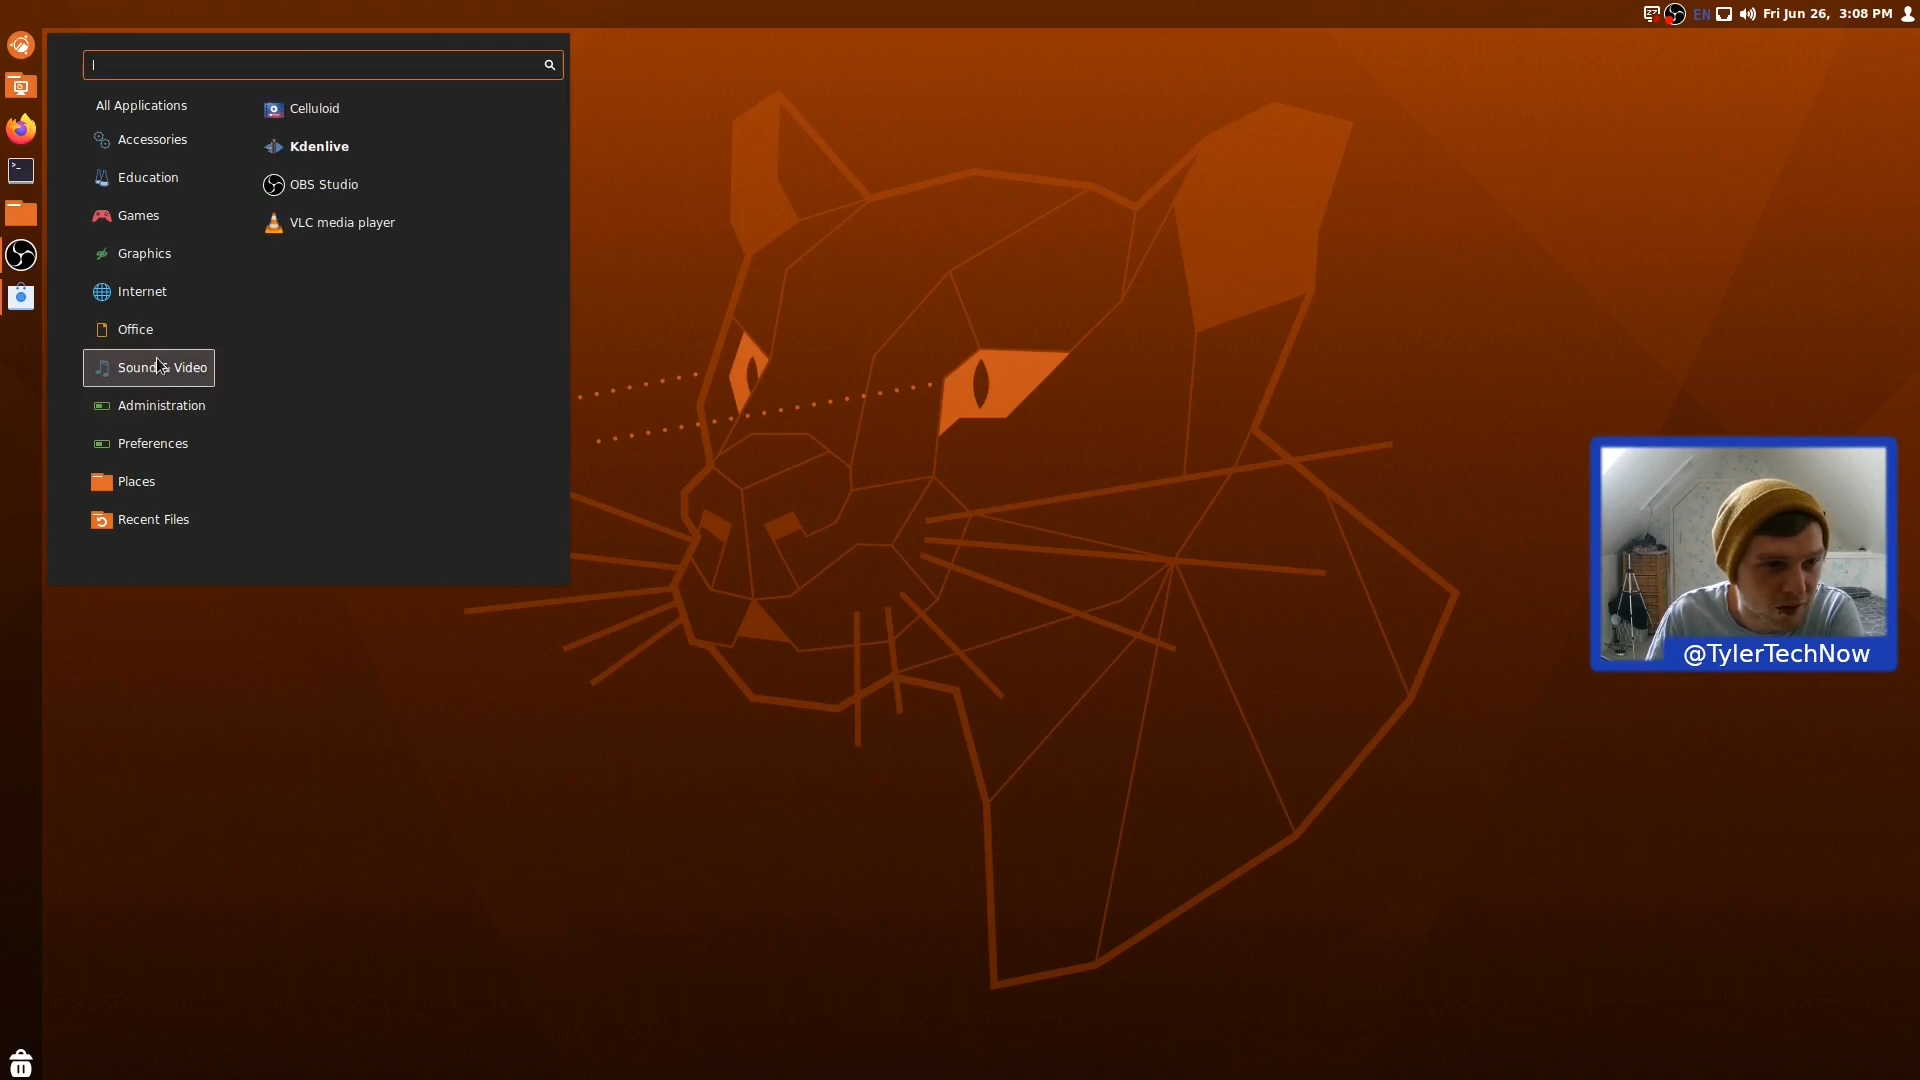 EN Fri Jun 26, 3:08 PM
All Applications
Accessories
Education
Games
Graphics
Internet
Office
Sound & Video
Administration
Preferences
Places
Recent Files
Celluloid
Kdenlive
OBS Studio
VLC media player
@TylerTechNow